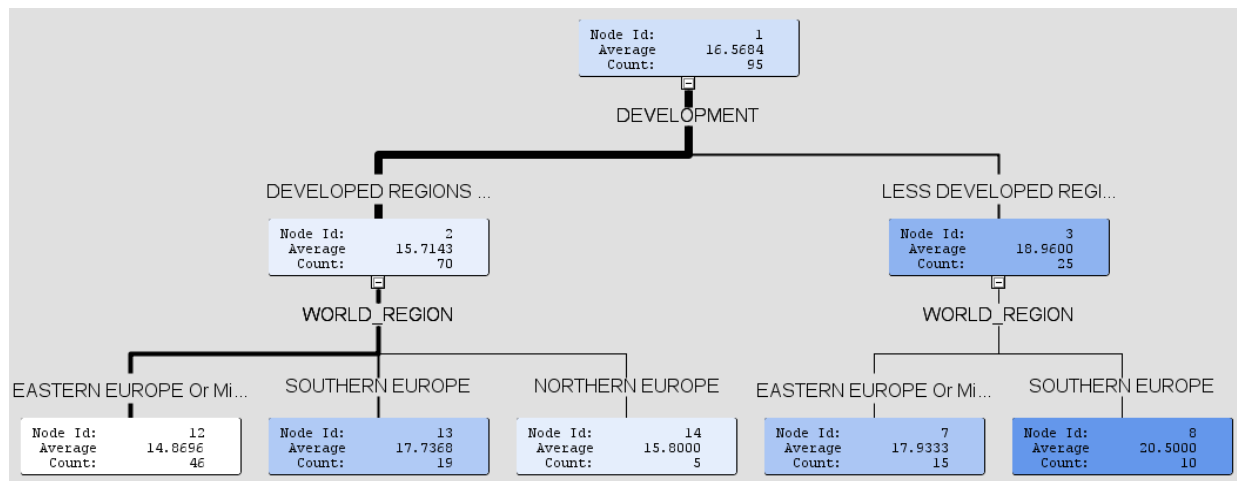 Node Id: 1
Average 16.5684
Count: 95
DEVELOPMENT
DEVELOPED REGIONS ...
LESS DEVELOPED REGI...
Node Id: 2
Average 15.7143
Count: 70
Node Id: 3
Average 18.9600
Count: 25
WORLD_REGION
WORLD_REGION
EASTERN EUROPE Or Mi...
SOUTHERN EUROPE
NORTHERN EUROPE
EASTERN EUROPE Or Mi...
SOUTHERN EUROPE
Node Id: 12
Average 14.8696
Count: 46
Node Id: 13
Average 17.7368
Count: 19
Node Id: 14
Average 15.8000
Count: 5
Node Id: 7
Average 17.9333
Count: 15
Node Id: 8
Average 20.5000
Count: 10